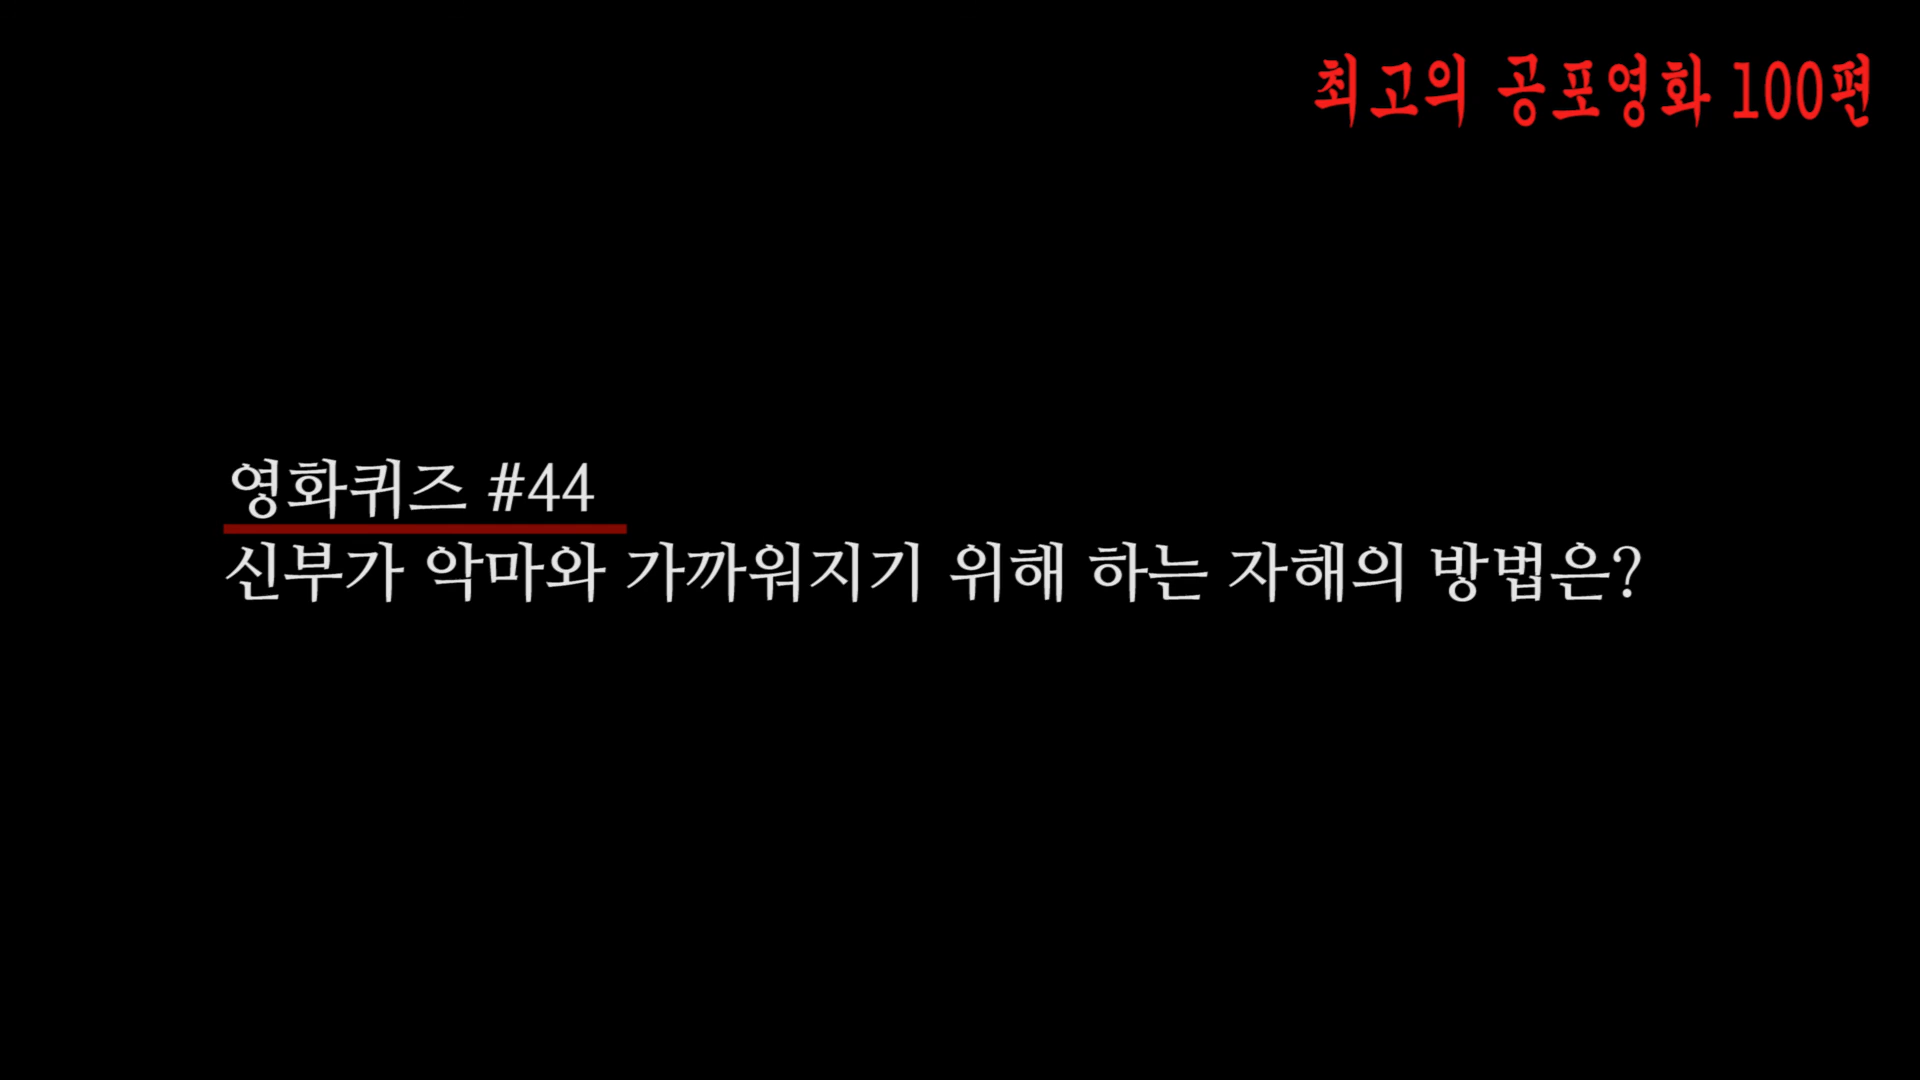 최고의 공포영화 100편
영화퀴즈 #44
신부가 악마와 가까워지기 위해 하는 자해의 방법은?